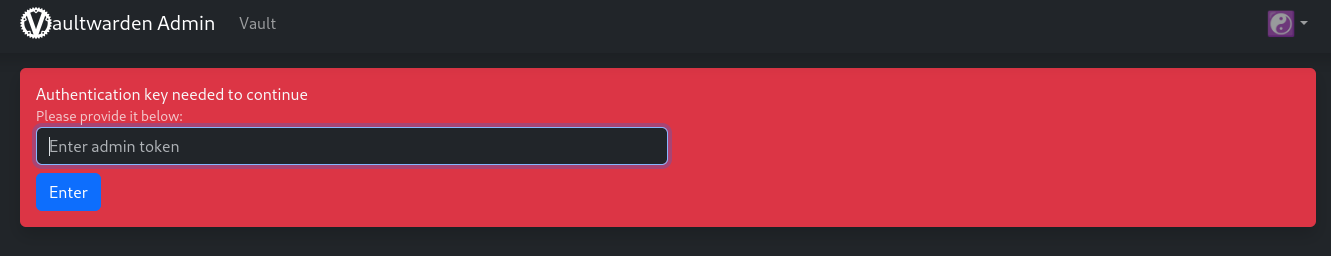 Vaultwarden Admin Vault
Authentication key needed to continue
Please provide it below:
Enter admin token
Enter